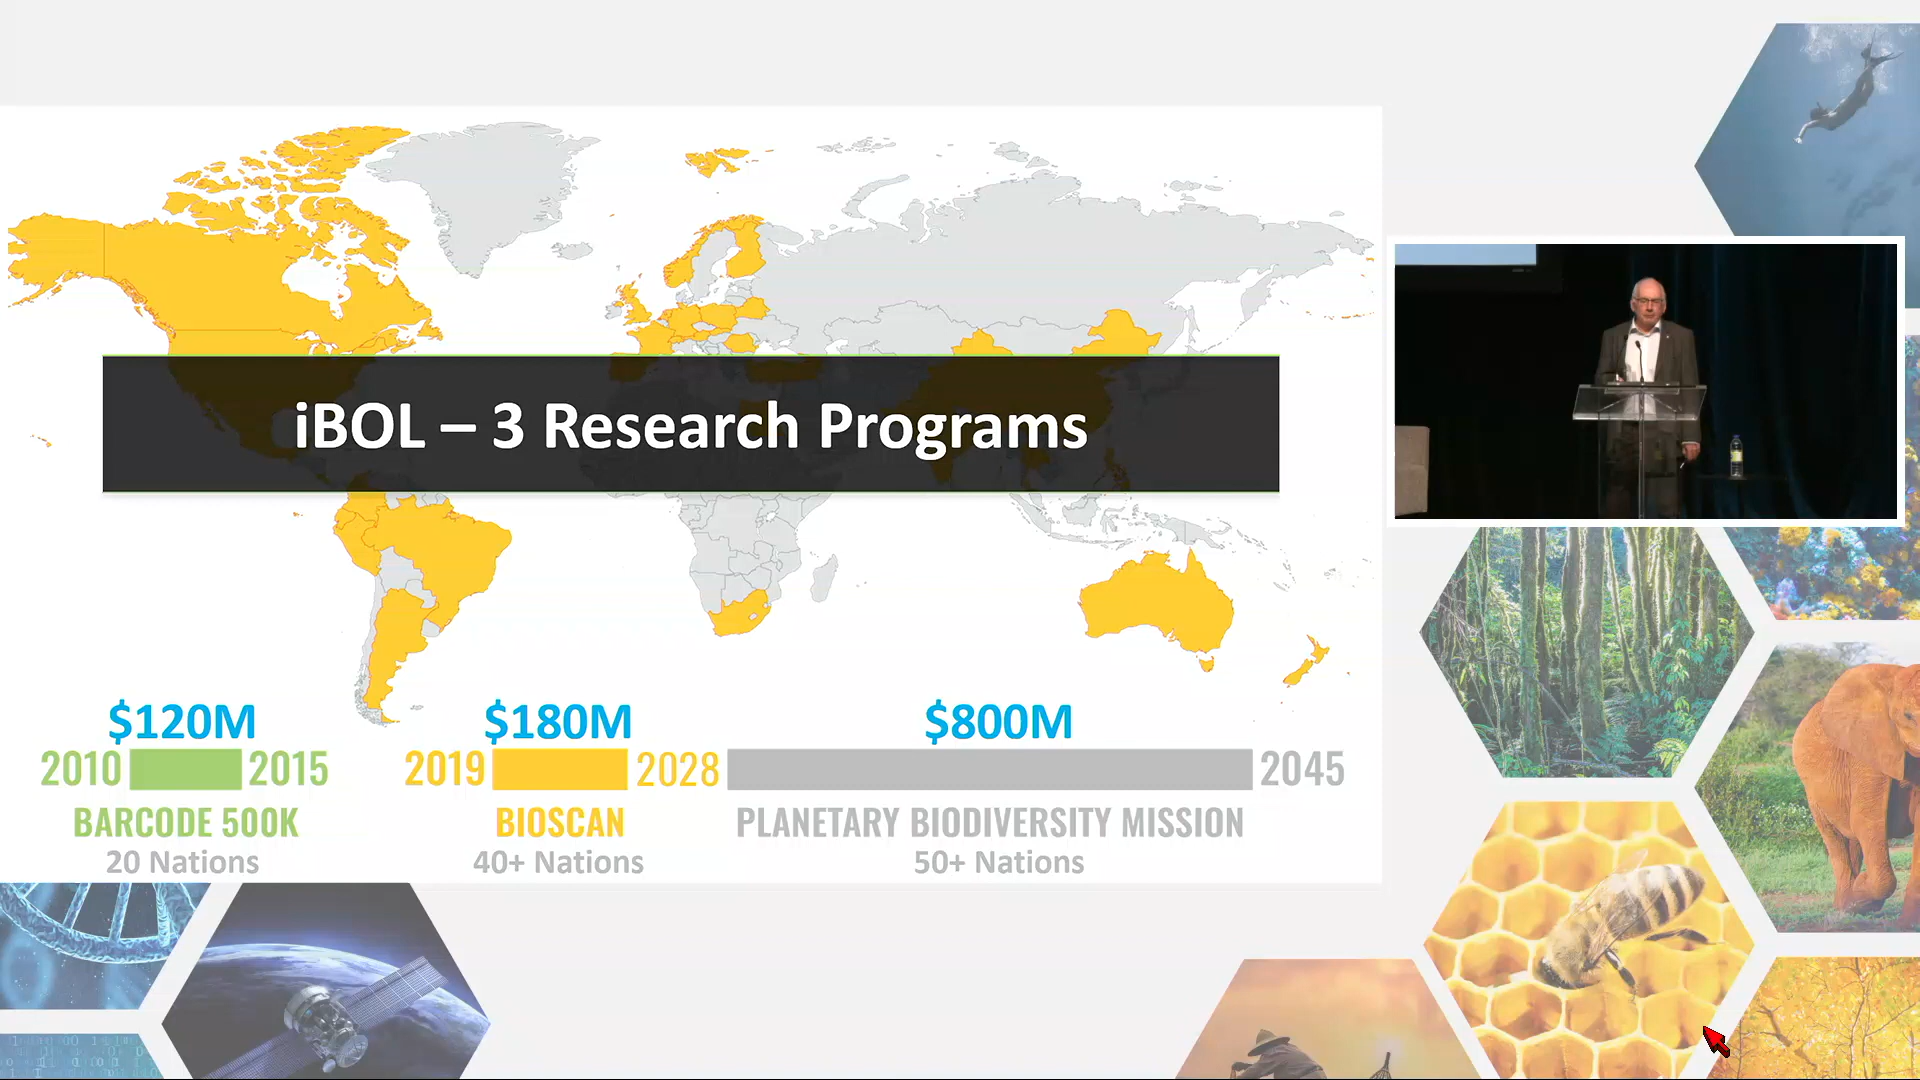 iBOL – 3 Research Programs
$120M
2010 2015
BARCODE 500K
20 Nations
$180M
2019 2028
BIOSCAN
40+ Nations
$800M
2045
PLANETARY BIODIVERSITY MISSION
50+ Nations